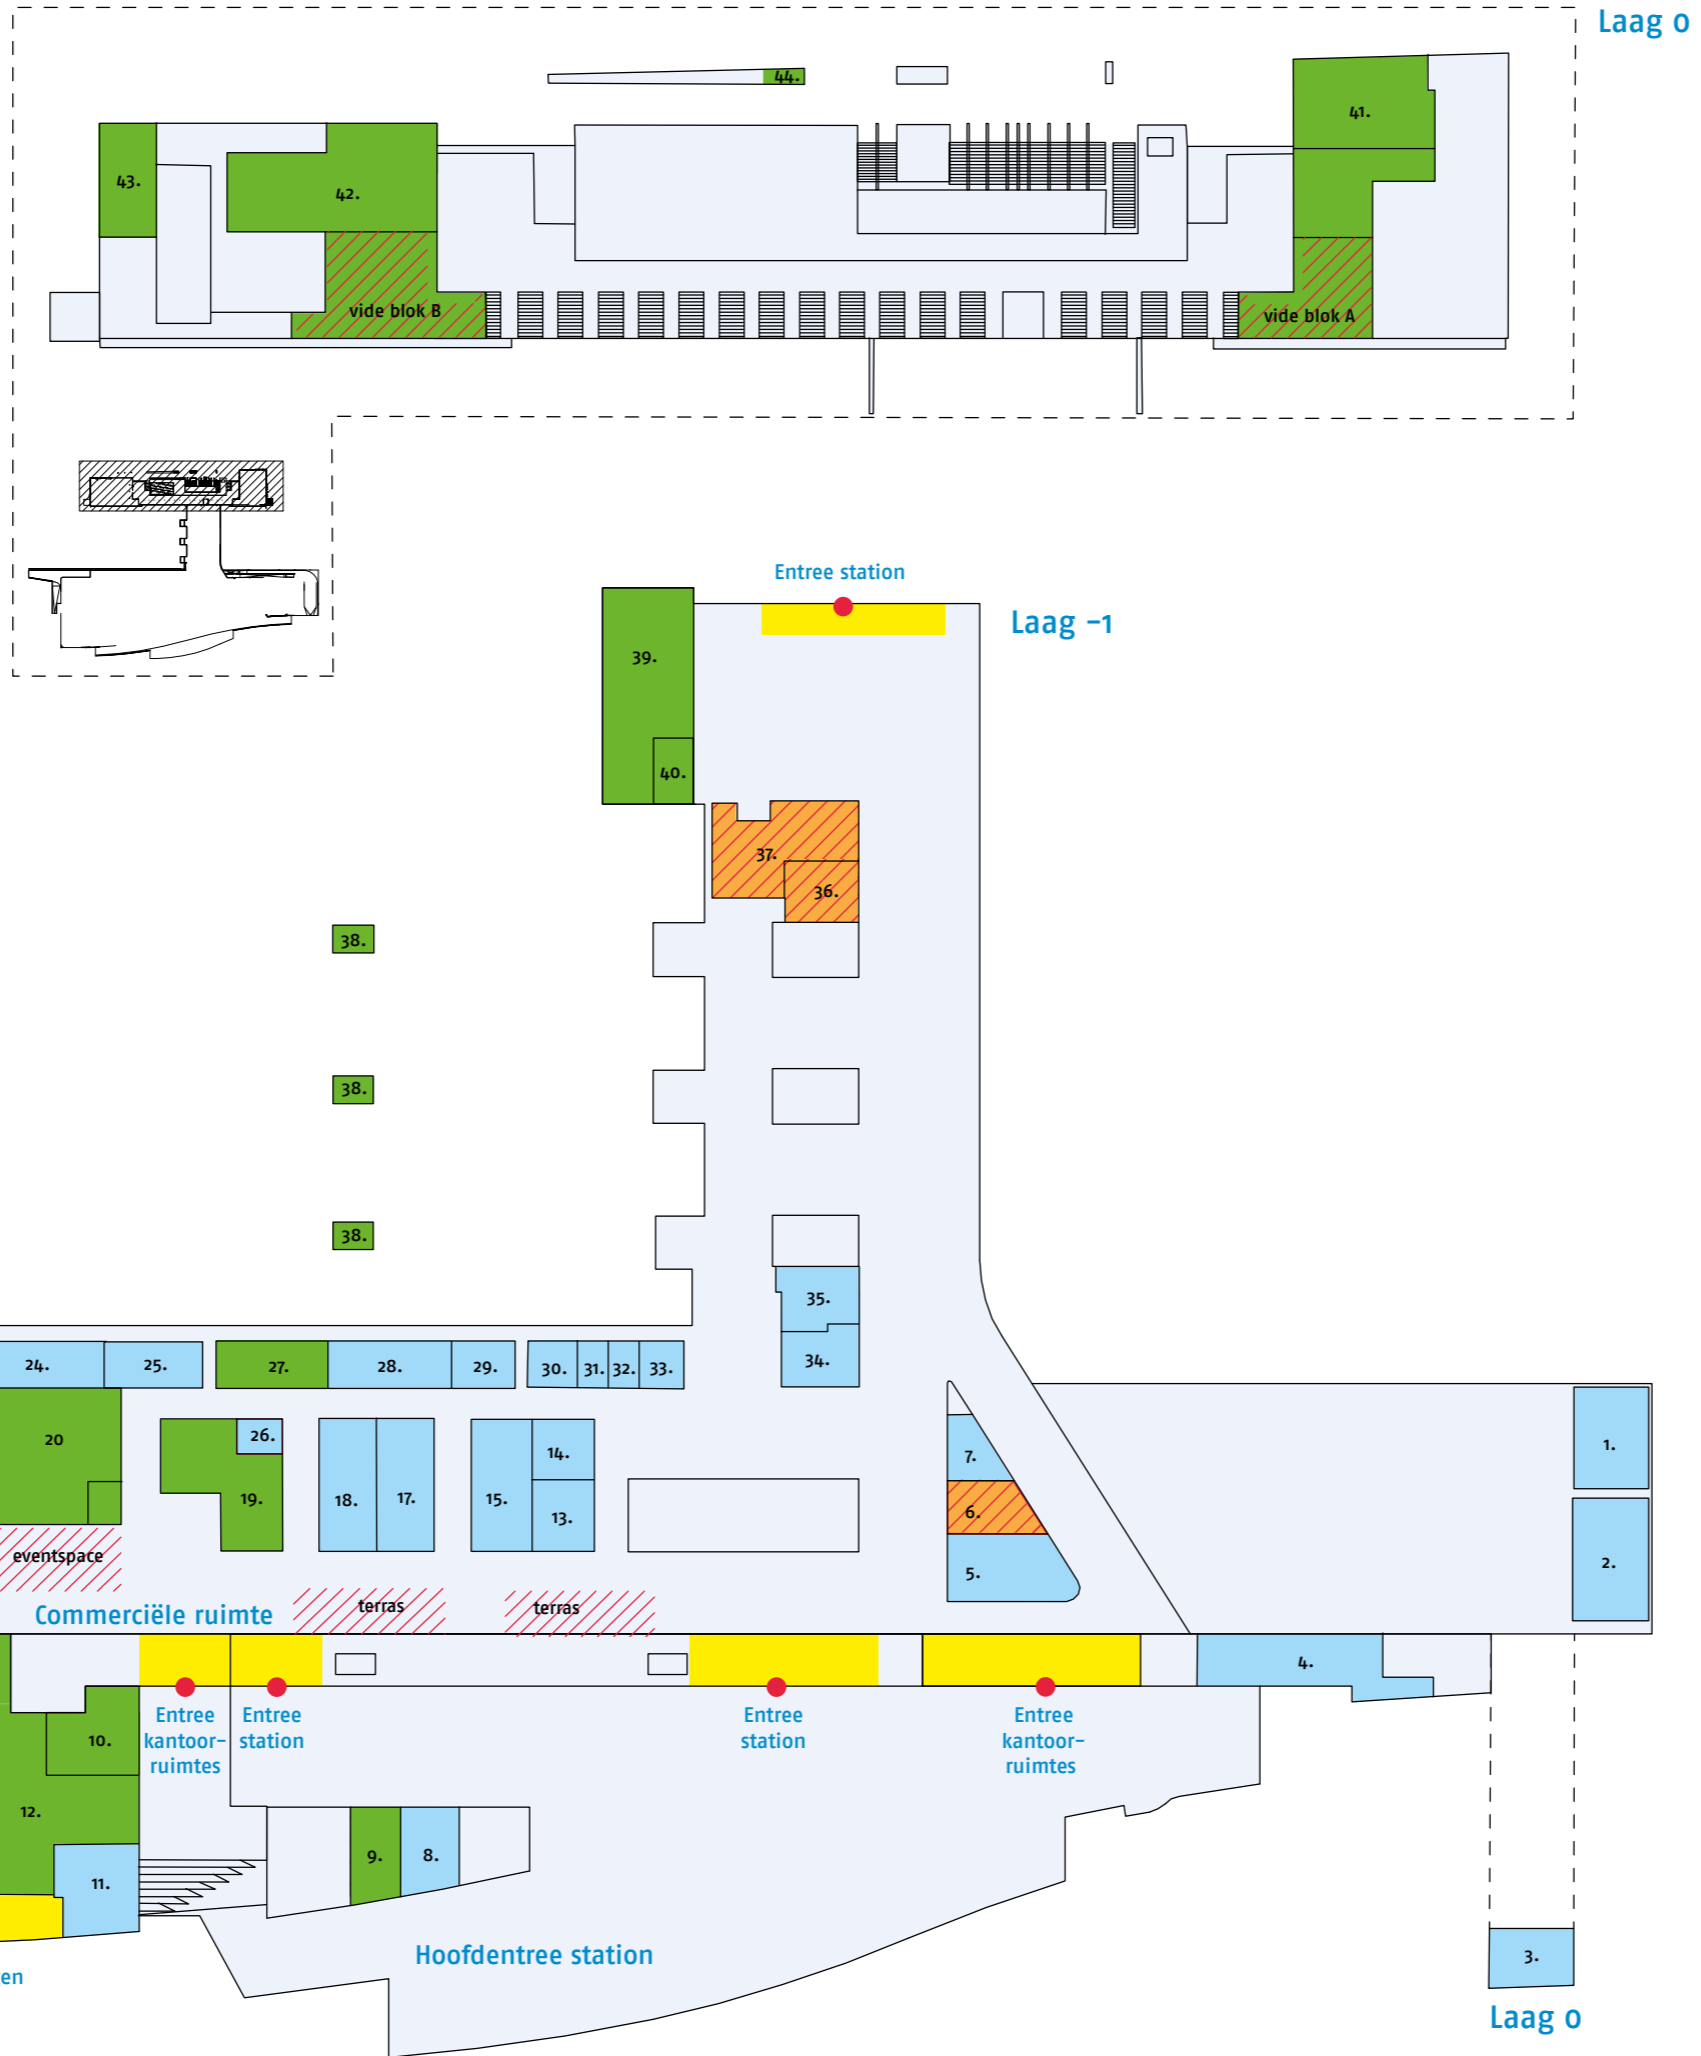 Laag 0
44.
41.
43.
42.
vide blok B
vide blok A
Entree station
Laag -1
39.
40.
37.
36.
38.
38.
38.
35.
34.
24.
25.
27.
28.
29.
30.
31.
32.
33.
20
26.
19.
18.
17.
15.
14.
13.
7.
6.
5.
1.
2.
eventspace
terras
terras
Commerciële ruimte
4.
Entree
kantoor-
ruimtes
Entree
station
Entree
station
Entree
kantoor-
ruimtes
10.
12.
11.
9.
8.
Hoofdentree station
en
3.
Laag 0